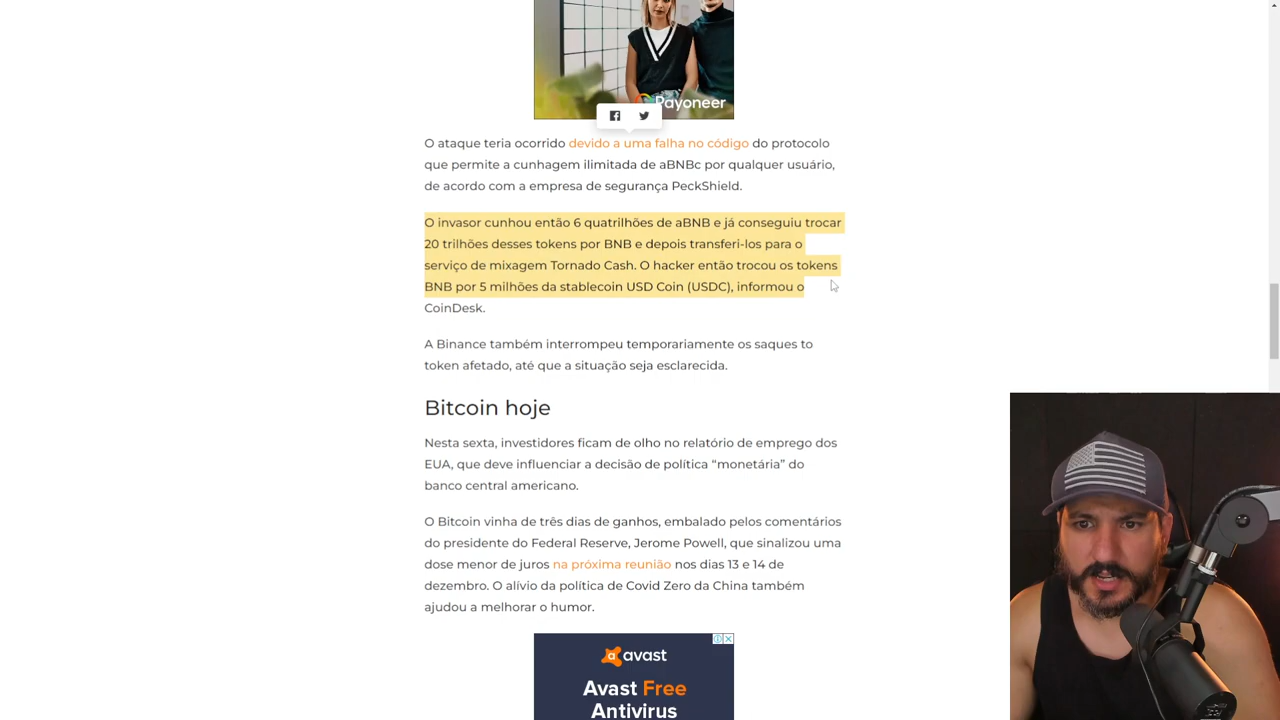 Payoneer
O ataque teria ocorrido devido a uma falha no código do protocolo
que permite a cunhagem ilimitada de aBNBc por qualquer usuário,
de acordo com a empresa de segurança PeckShield.
O invasor cunhou então 6 quatrilhões de aBNB e já conseguiu trocar
20 trilhões desses tokens por BNB e depois transferi-los para o
serviço de mixagem Tornado Cash. O hacker então trocou os tokens
BNB por 5 milhões da stablecoin USD Coin (USDC), informou o
CoinDesk.
A Binance também interrompeu temporariamente os saques to
token afetado, até que a situação seja esclarecida.
Bitcoin hoje
Nesta sexta, investidores ficam de olho no relatório de emprego dos
EUA, que deve influenciar a decisão de política “monetária” do
banco central americano.
O Bitcoin vinha de três dias de ganhos, embalado pelos comentários
do presidente do Federal Reserve, Jerome Powell, que sinalizou uma
dose menor de juros na próxima reunião nos dias 13 e 14 de
dezembro. O alívio da política de Covid Zero da China também
ajudou a melhorar o humor.
avast
Avast Free
Antivirus